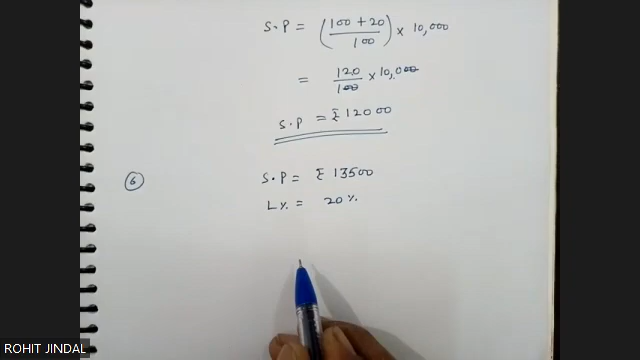 S.P = (100 + 20 / 100) × 10,000
= 120 / 100 × 10,000
S.P = ₹ 12000
6 S.P = ₹ 13500
L% = 20%
ROHIT JINDAL